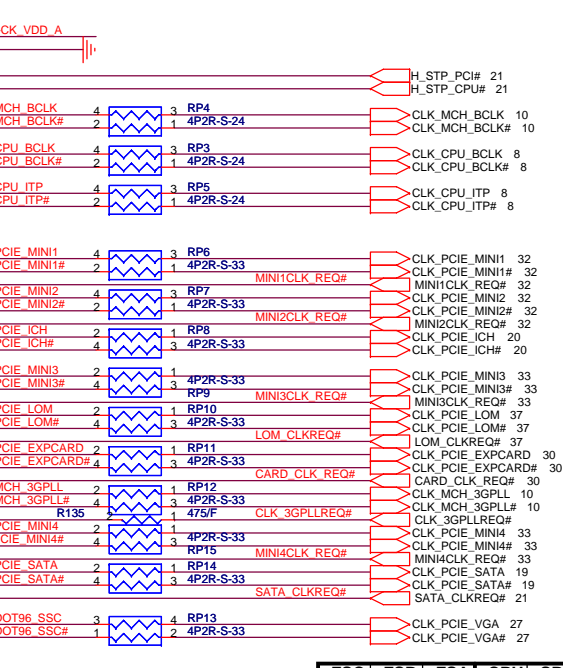 CK_VDD_A
H_STP_PCI# 21
H_STP_CPU# 21
MCH_BCLK 4 3 RP4 CLK_MCH_BCLK 10
MCH_BCLK# 2 1 4P2R-S-24 CLK_MCH_BCLK# 10
CPU_BCLK 4 3 RP3 CLK_CPU_BCLK 8
CPU_BCLK# 2 1 4P2R-S-24 CLK_CPU_BCLK# 8
CPU_ITP 4 3 RP5 CLK_CPU_ITP 8
CPU_ITP# 2 1 4P2R-S-24 CLK_CPU_ITP# 8
PCIE_MINI1 4 3 RP6 CLK_PCIE_MINI1 32
PCIE_MINI1# 2 1 4P2R-S-33 CLK_PCIE_MINI1# 32
MINI1CLK_REQ# MINI1CLK_REQ# 32
PCIE_MINI2 4 3 RP7 CLK_PCIE_MINI2 32
PCIE_MINI2# 2 1 4P2R-S-33 CLK_PCIE_MINI2# 32
MINI2CLK_REQ# MINI2CLK_REQ# 32
PCIE_ICH 2 1 RP8 CLK_PCIE_ICH 20
PCIE_ICH# 4 3 4P2R-S-33 CLK_PCIE_ICH# 20
PCIE_MINI3 2 1 CLK_PCIE_MINI3 33
PCIE_MINI3# 4 3 4P2R-S-33 CLK_PCIE_MINI3# 33
RP9 MINI3CLK_REQ# MINI3CLK_REQ# 33
PCIE_LOM 2 1 RP10 CLK_PCIE_LOM 37
PCIE_LOM# 4 3 4P2R-S-33 CLK_PCIE_LOM# 37
LOM_CLKREQ# LOM_CLKREQ# 37
PCIE_EXPCARD 2 1 RP11 CLK_PCIE_EXPCARD 30
PCIE_EXPCARD# 4 3 4P2R-S-33 CLK_PCIE_EXPCARD# 30
CARD_CLK_REQ# CARD_CLK_REQ# 30
MCH_3GPLL 2 1 RP12 CLK_MCH_3GPLL 10
MCH_3GPLL# 4 3 4P2R-S-33 CLK_MCH_3GPLL# 10
R135 2 1 475/F CLK_3GPLLREQ# CLK_3GPLLREQ#
PCIE_MINI4 2 1 CLK_PCIE_MINI4 33
PCIE_MINI4# 4 3 4P2R-S-33 CLK_PCIE_MINI4# 33
RP15 MINI4CLK_REQ# MINI4CLK_REQ# 33
PCIE_SATA 2 1 RP14 CLK_PCIE_SATA 19
PCIE_SATA# 4 3 4P2R-S-33 CLK_PCIE_SATA# 19
SATA_CLKREQ# SATA_CLKREQ# 21
DOT96_SSC 3 4 RP13 CLK_PCIE_VGA 27
DOT96_SSC# 1 2 4P2R-S-33 CLK_PCIE_VGA# 27